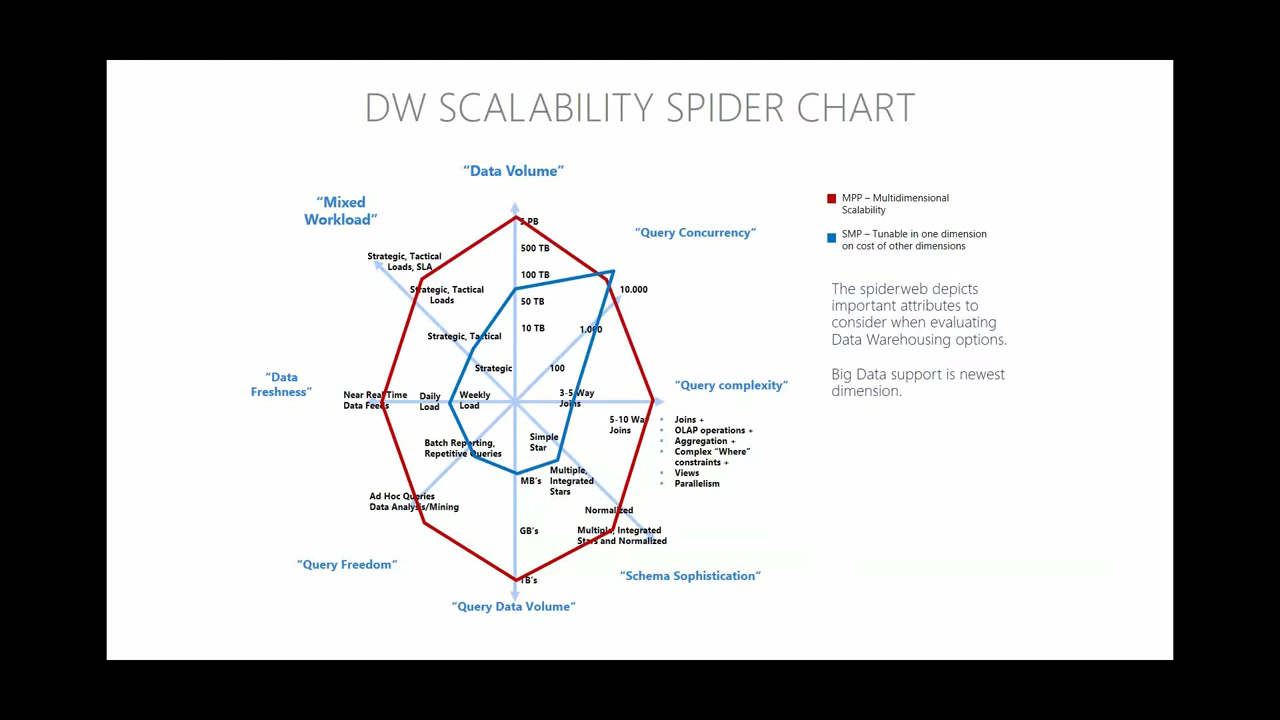 DW SCALABILITY SPIDER CHART
“Data Volume”
“Mixed
Workload”
“Query Concurrency”
MPP – Multidimensional
Scalability
SMP – Tunable in one dimension
on cost of other dimensions
5 PB
500 TB
100 TB
50 TB
10 TB
Strategic, Tactical
Loads, SLA
Strategic, Tactical
Loads
Strategic, Tactical
Strategic
10.000
1.000
100
The spiderweb depicts
important attributes to
consider when evaluating
Data Warehousing options.
Big Data support is newest
dimension.
“Data
Freshness”
Near Real Time
Data Feeds
Daily
Load
Weekly
Load
3-5 Way
Joins
5-10 Way
Joins
“Query complexity”
Joins +
OLAP operations +
Aggregation +
Complex “Where”
constraints +
Views
Parallelism
Batch Reporting,
Repetitive Queries
Simple
Star
MB’s
Multiple,
Integrated
Stars
Ad Hoc Queries
Data Analysis/Mining
Normalized
GB’s
Multiple, Integrated
Stars and Normalized
“Query Freedom”
TB’s
“Schema Sophistication”
“Query Data Volume”